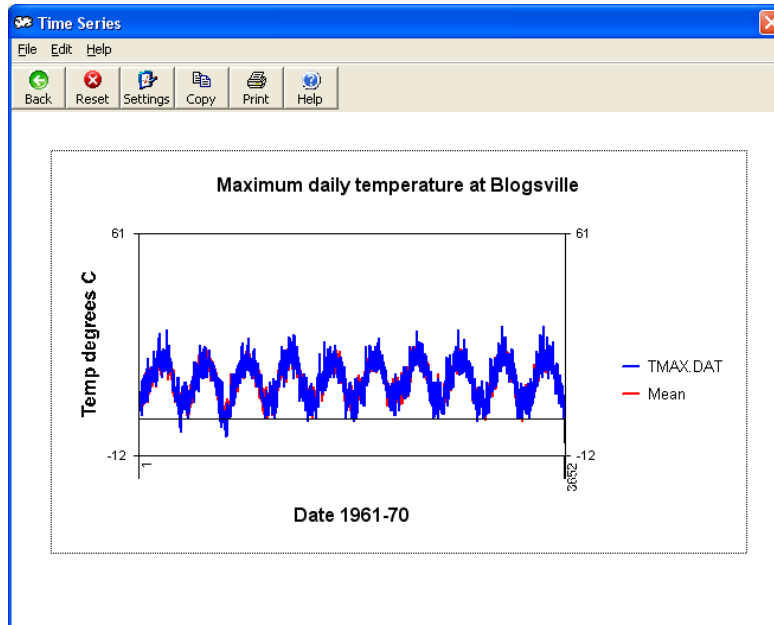 Time Series
File Edit Help
Back Reset Settings Copy Print Help
Maximum daily temperature at Blogsville
61 61
Temp degrees C
TMAX.DAT
Mean
-12 -12
1 3652
Date 1961-70